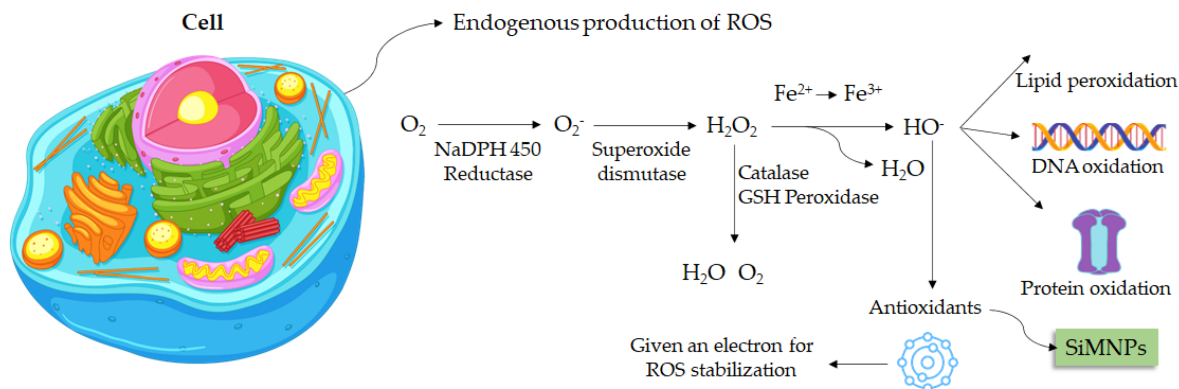 Cell
Endogenous production of ROS
Fe²⁺ → Fe³⁺
O₂
O₂⁻
H₂O₂
HO⁻
NaDPH 450
Reductase
Superoxide
dismutase
Catalase
GSH Peroxidase
H₂O
H₂O O₂
Lipid peroxidation
DNA oxidation
Protein oxidation
Antioxidants
SiMNPs
Given an electron for
ROS stabilization